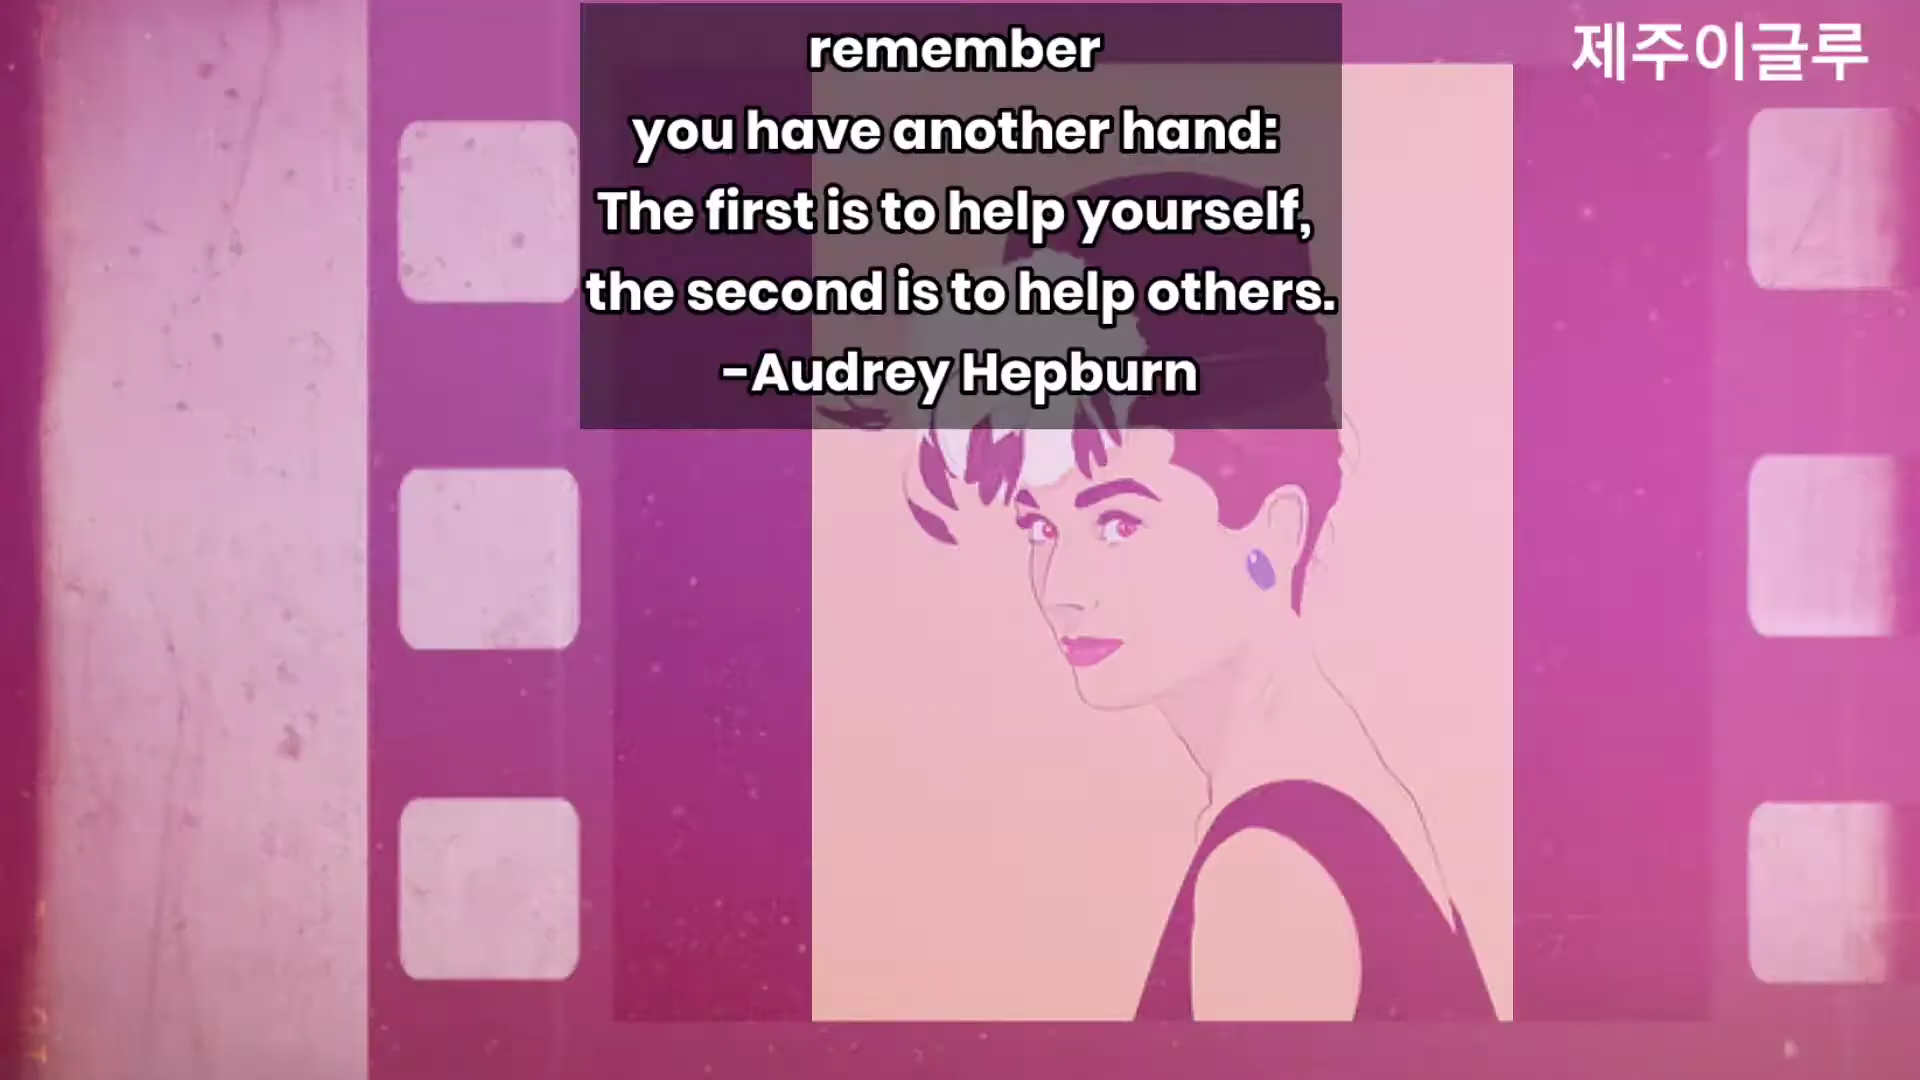 제주이글루
remember
you have another hand:
The first is to help yourself,
the second is to help others.
-Audrey Hepburn